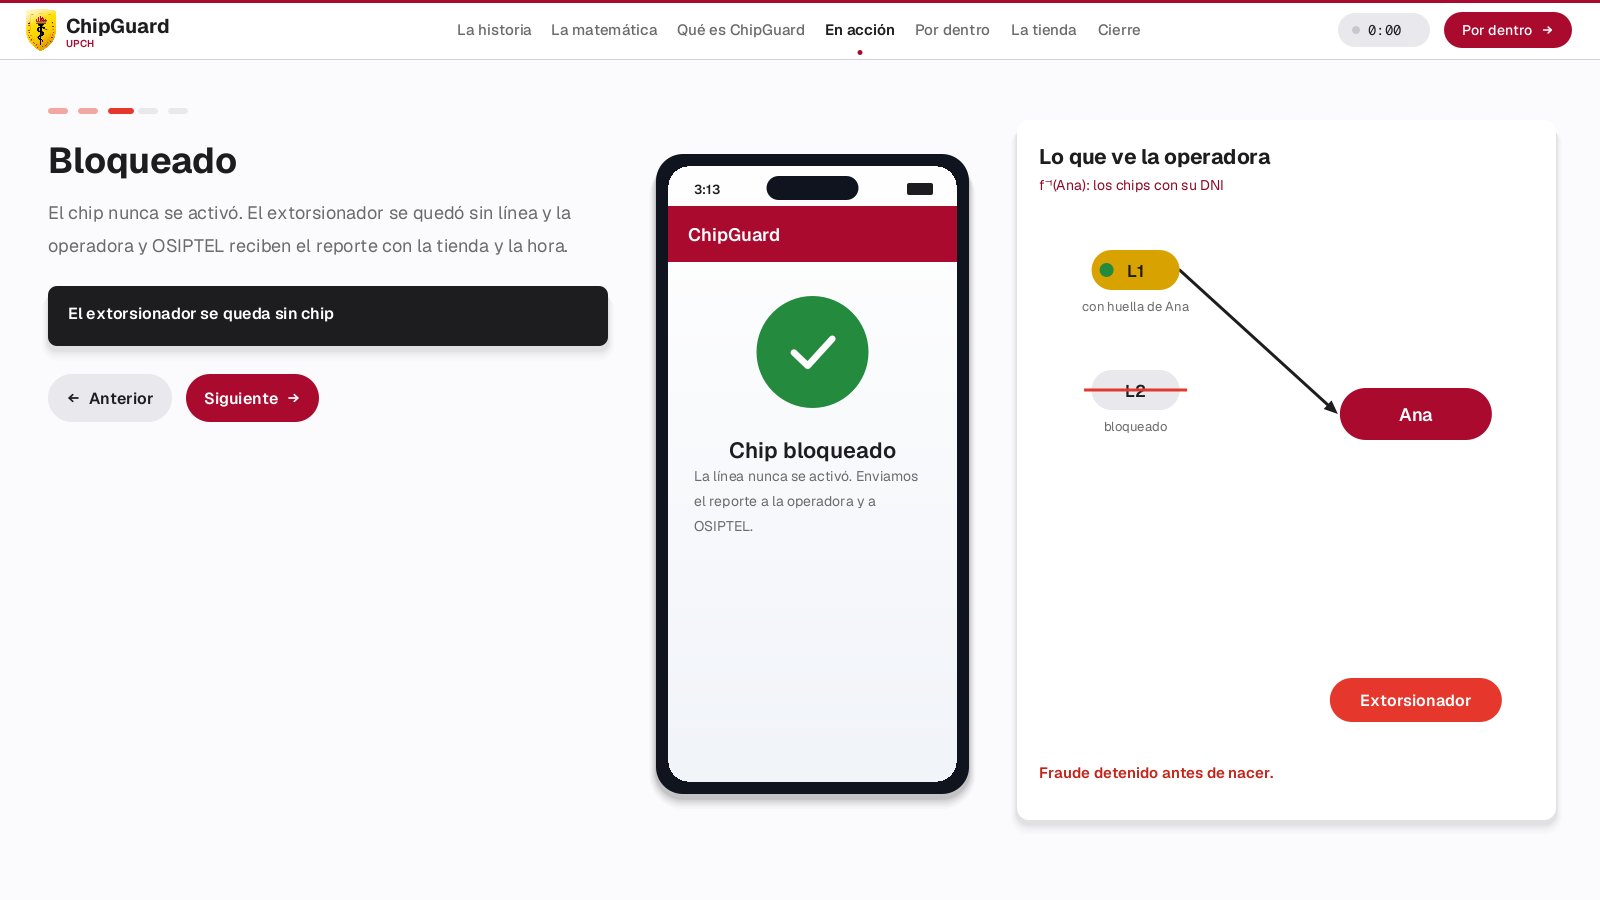 ChipGuard
UPCH
La historia
La matemática
Qué es ChipGuard
En acción
Por dentro
La tienda
Cierre
0:00
Por dentro →
Bloqueado
El chip nunca se activó. El extorsionador se quedó sin línea y la
operadora y OSIPTEL reciben el reporte con la tienda y la hora.
El extorsionador se queda sin chip
← Anterior
Siguiente →
3:13
ChipGuard
Chip bloqueado
La línea nunca se activó. Enviamos
el reporte a la operadora y a
OSIPTEL.
Lo que ve la operadora
f⁻¹(Ana): los chips con su DNI
L1
con huella de Ana
L2
bloqueado
Ana
Extorsionador
Fraude detenido antes de nacer.